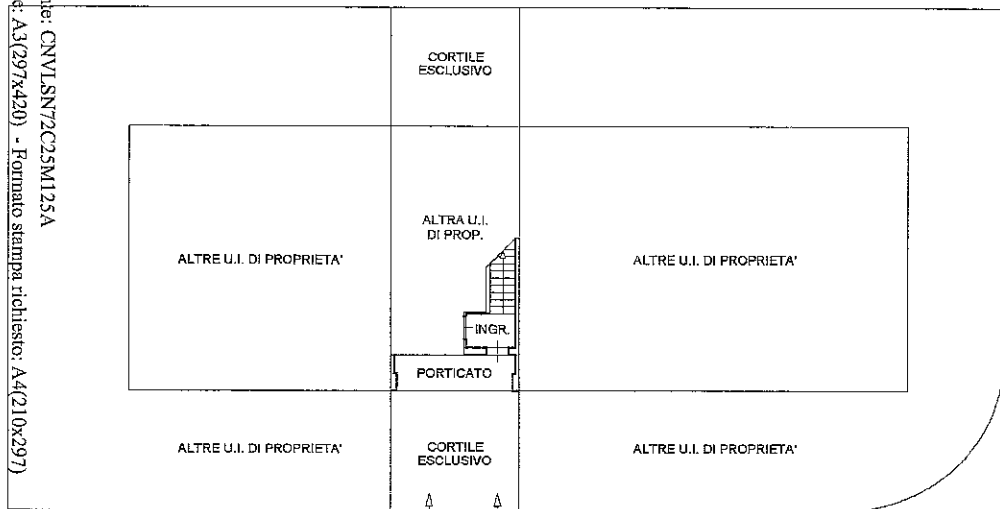 CORTILE
ESCLUSIVO
ALTRA U.I.
DI PROP.
ALTRE U.I. DI PROPRIETA'
ALTRE U.I. DI PROPRIETA'
INGR.
PORTICATO
ALTRE U.I. DI PROPRIETA'
CORTILE
ESCLUSIVO
ALTRE U.I. DI PROPRIETA'
nte: CNVLSN72C25M125A
e: A3(297x420) - Formato stampa richiesto: A4(210x297)